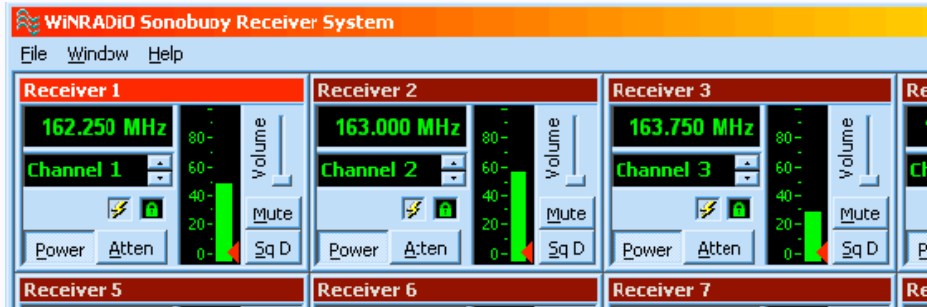 WiNRADiO Sonobuoy Receiver System
File Window Help
Receiver 1 Receiver 2 Receiver 3 Re
162.250 MHz 163.000 MHz 163.750 MHz
80 80 80
Volume Volume Volume
Channel 1 Channel 2 Channel 3
60 60 60
40 40 40
Mute Mute Mute
20 20 20
Power Atten Power Atten Power Atten
0 0 0
Sq D Sq D Sq D
Receiver 5 Receiver 6 Receiver 7 Re